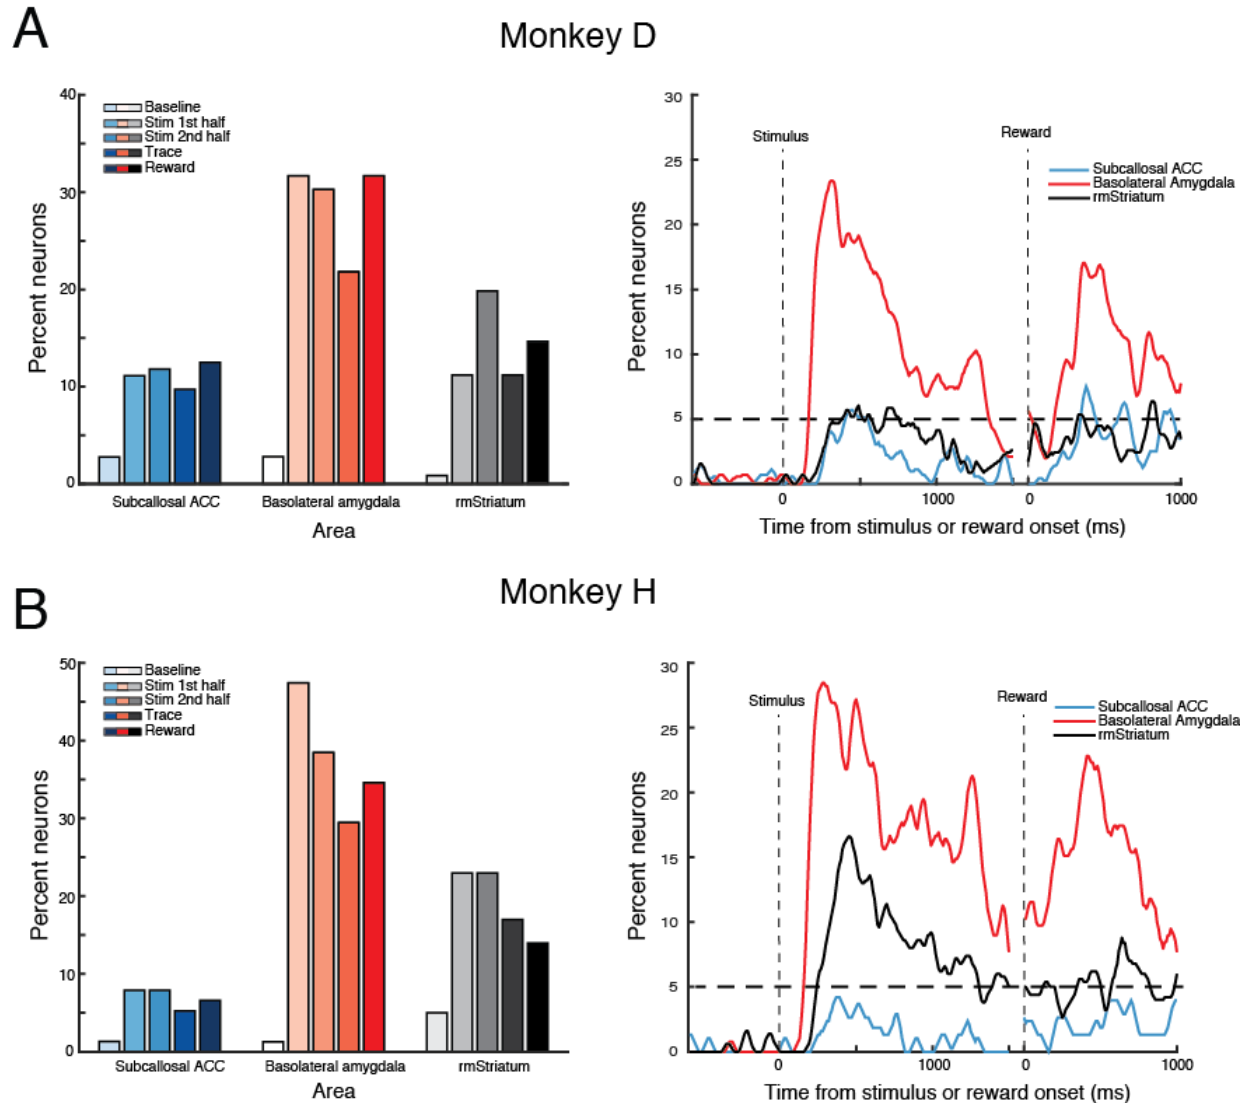 A
Monkey D
40
30
20
10
0
Percent neurons
Baseline
Stim 1st half
Stim 2nd half
Trace
Reward
Subcallosal ACC
Basolateral amygdala
rmStriatum
Area
30
25
20
15
10
5
0
Percent neurons
Stimulus
Reward
Subcallosal ACC
Basolateral Amygdala
rmStriatum
0
1000
0
1000
Time from stimulus or reward onset (ms)
B
Monkey H
50
40
30
20
10
0
Percent neurons
Baseline
Stim 1st half
Stim 2nd half
Trace
Reward
Subcallosal ACC
Basolateral amygdala
rmStriatum
Area
30
25
20
15
10
5
0
Percent neurons
Stimulus
Reward
Subcallosal ACC
Basolateral Amygdala
rmStriatum
0
1000
0
1000
Time from stimulus or reward onset (ms)